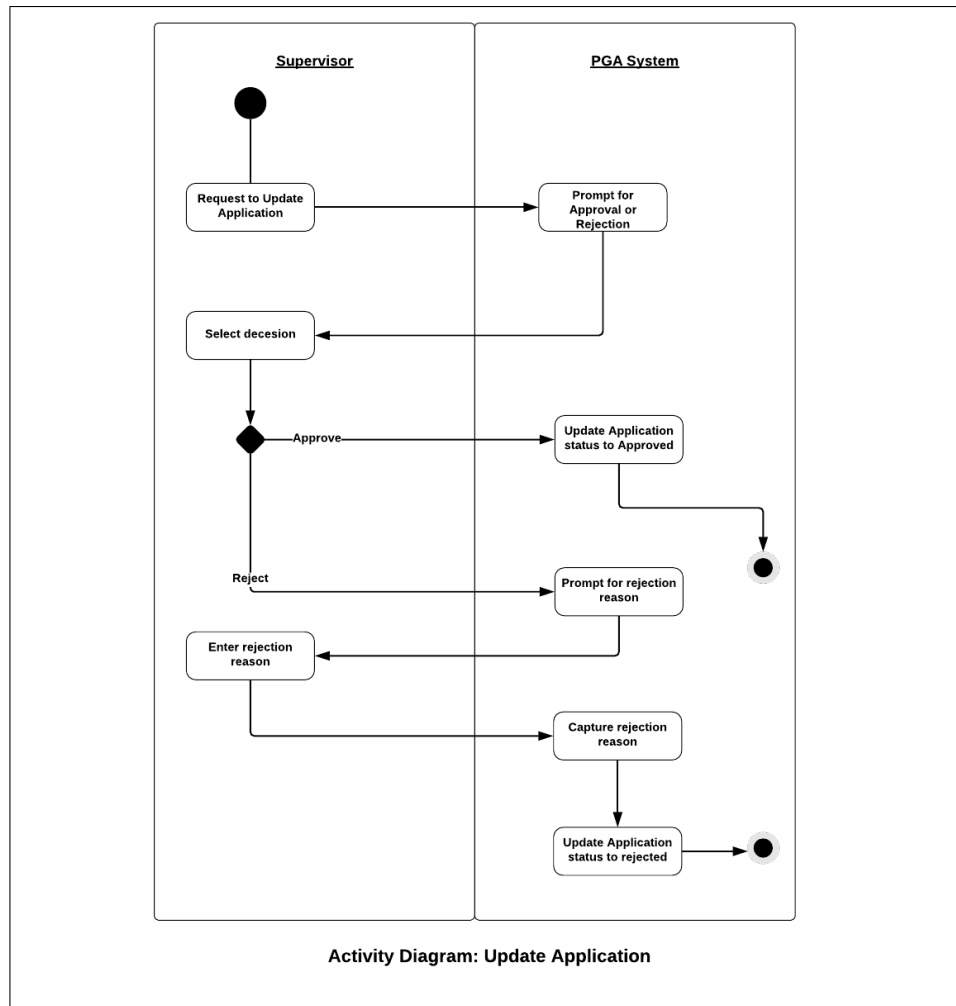 Supervisor
PGA System
Request to Update
Application
Prompt for
Approval or
Rejection
Select decesion
Approve
Update Application
status to Approved
Reject
Prompt for rejection
reason
Enter rejection
reason
Capture rejection
reason
Update Application
status to rejected
Activity Diagram: Update Application